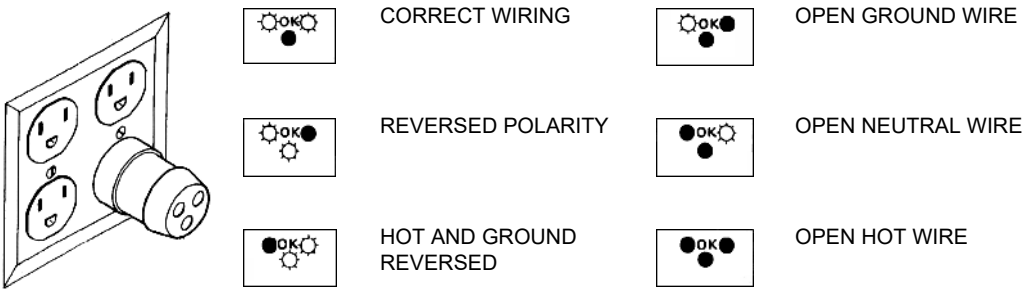 OK
CORRECT WIRING
OK
OPEN GROUND WIRE
OK
REVERSED POLARITY
OK
OPEN NEUTRAL WIRE
OK
HOT AND GROUND
REVERSED
OK
OPEN HOT WIRE